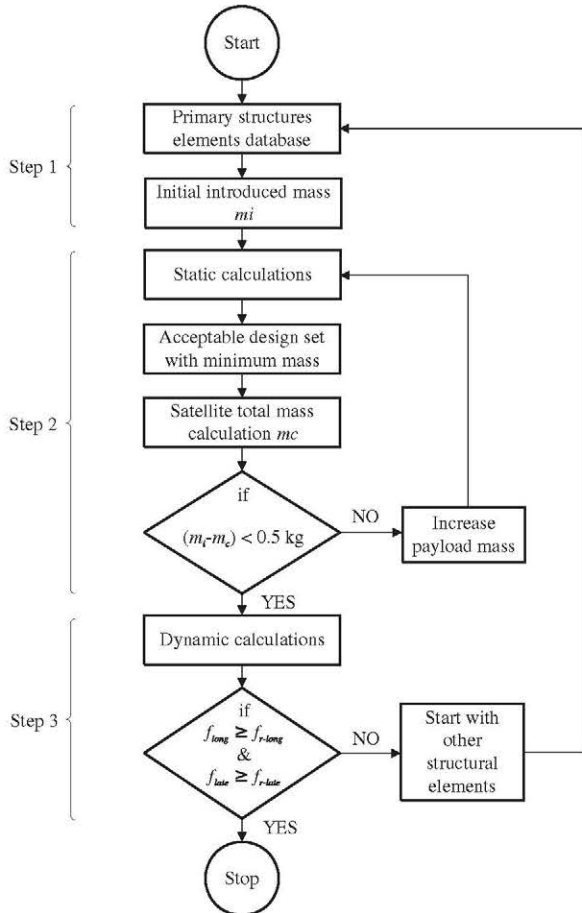 Start
Step 1
Primary structures
elements database
Initial introduced mass
mi
Step 2
Static calculations
Acceptable design set
with minimum mass
Satellite total mass
calculation mc
if
(mi-mc) < 0.5 kg
NO
Increase
payload mass
YES
Step 3
Dynamic calculations
if
flong ≧ fr-long
&
flate ≧ fr-late
NO
Start with
other
structural
elements
YES
Stop